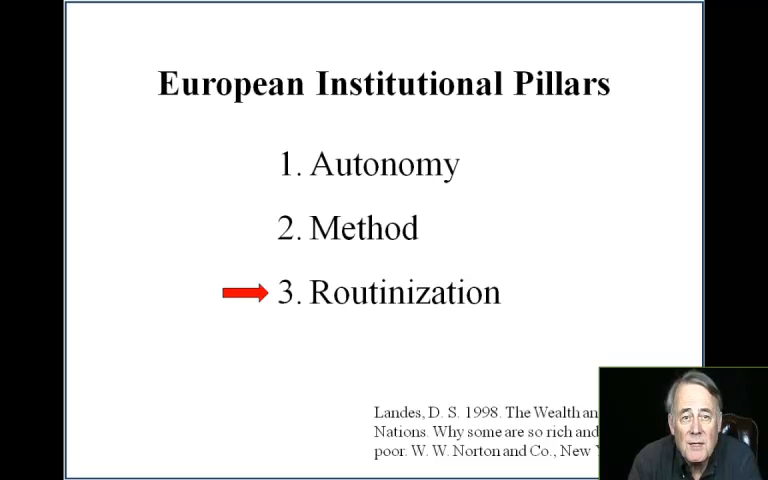 European Institutional Pillars
1. Autonomy
2. Method
3. Routinization
Landes, D. S. 1998. The Wealth an
Nations. Why some are so rich and
poor. W. W. Norton and Co., New